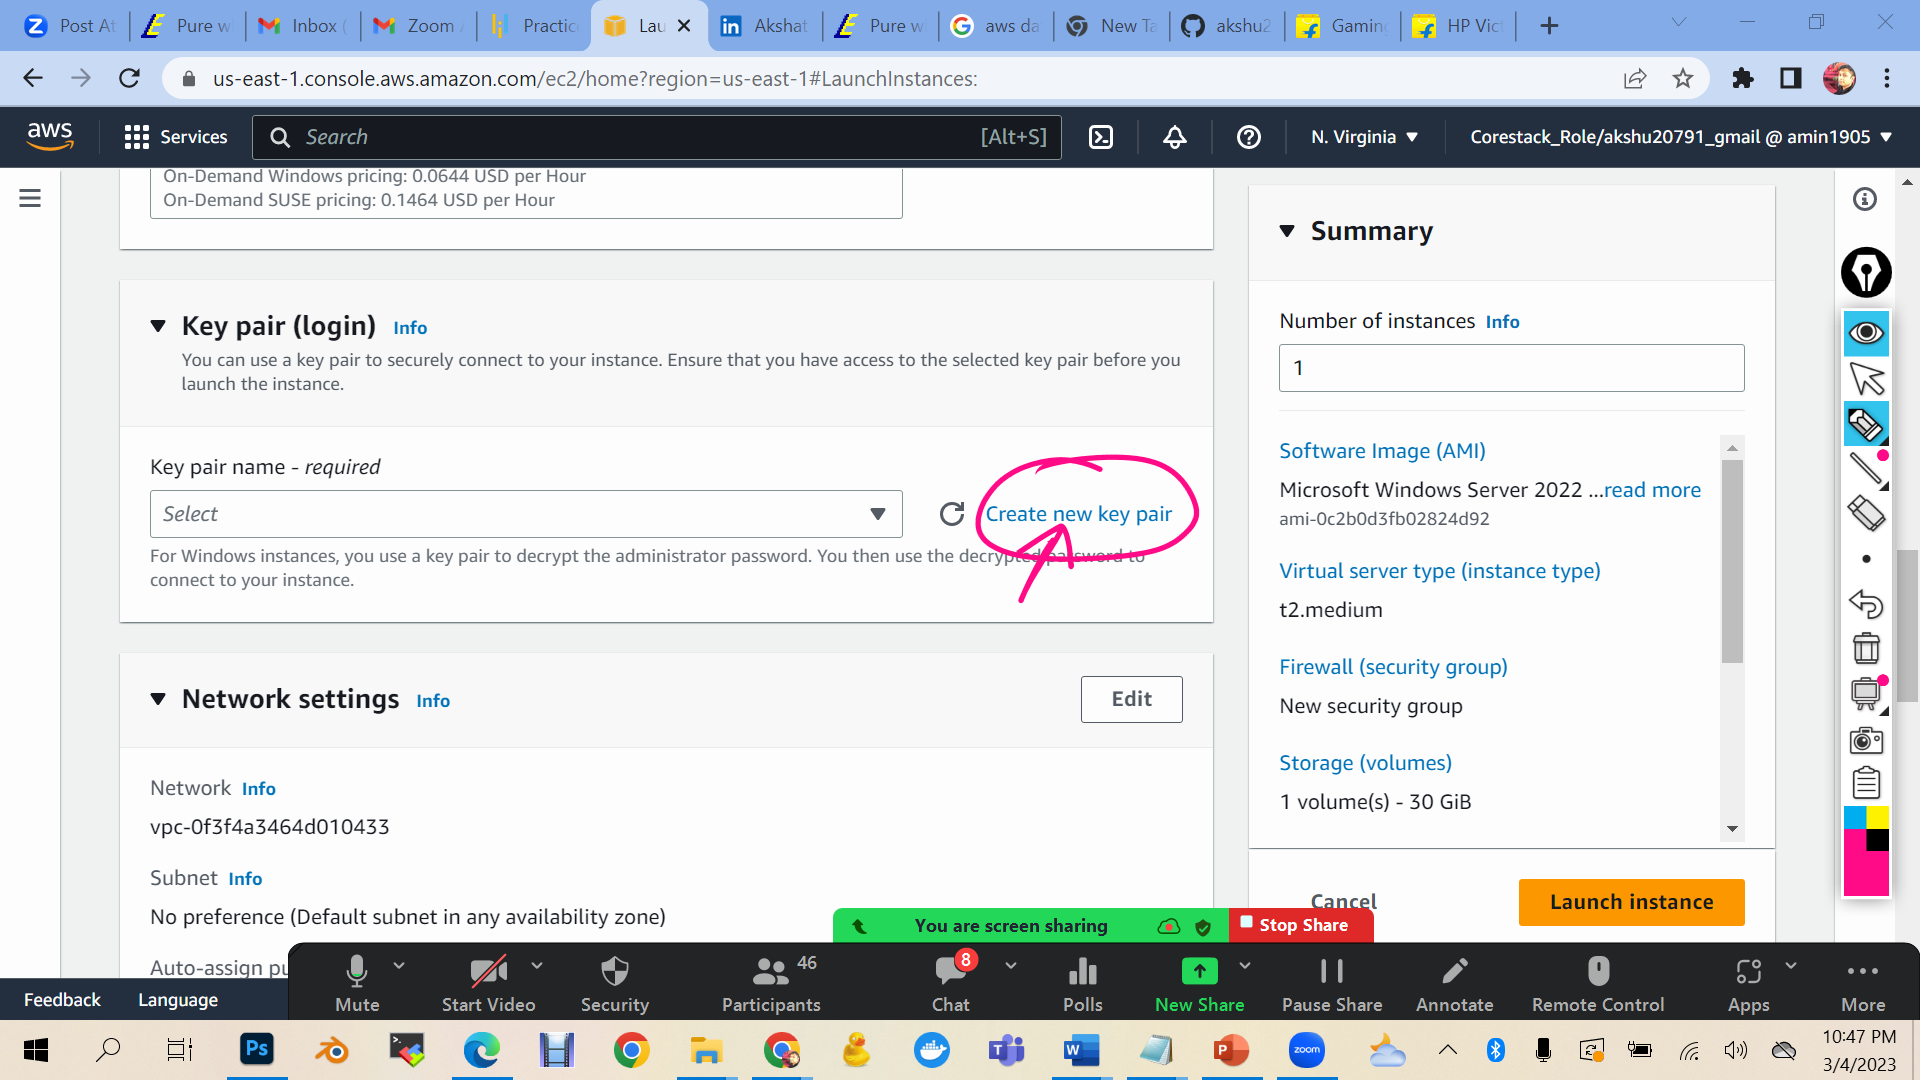 Post At
Pure w
Inbox (
Zoom A
Practic
Lau
Akshat
Pure w
aws da
New Ta
akshu2
Gaming
HP Vict
us-east-1.console.aws.amazon.com/ec2/home?region=us-east-1#LaunchInstances:
aws
Services
Search
[Alt+S]
N. Virginia
Corestack_Role/akshu20791_gmail @ amin1905
On-Demand Windows pricing: 0.0644 USD per Hour
On-Demand SUSE pricing: 0.1464 USD per Hour
Key pair (login) Info
You can use a key pair to securely connect to your instance. Ensure that you have access to the selected key pair before you
launch the instance.
Key pair name - required
Select
Create new key pair
For Windows instances, you use a key pair to decrypt the administrator password. You then use the decrypted password to
connect to your instance.
Network settings Info
Edit
Network Info
vpc-0f3f4a3464d010433
Subnet Info
No preference (Default subnet in any availability zone)
Auto-assign pu
Summary
Number of instances Info
1
Software Image (AMI)
Microsoft Windows Server 2022 ...read more
ami-0c2b0d3fb02824d92
Virtual server type (instance type)
t2.medium
Firewall (security group)
New security group
Storage (volumes)
1 volume(s) - 30 GiB
Cancel
Launch instance
You are screen sharing
Stop Share
Feedback
Language
Mute
Start Video
Security
46
Participants
8
Chat
Polls
New Share
Pause Share
Annotate
Remote Control
Apps
More
Ps
zoom
10:47 PM
3/4/2023